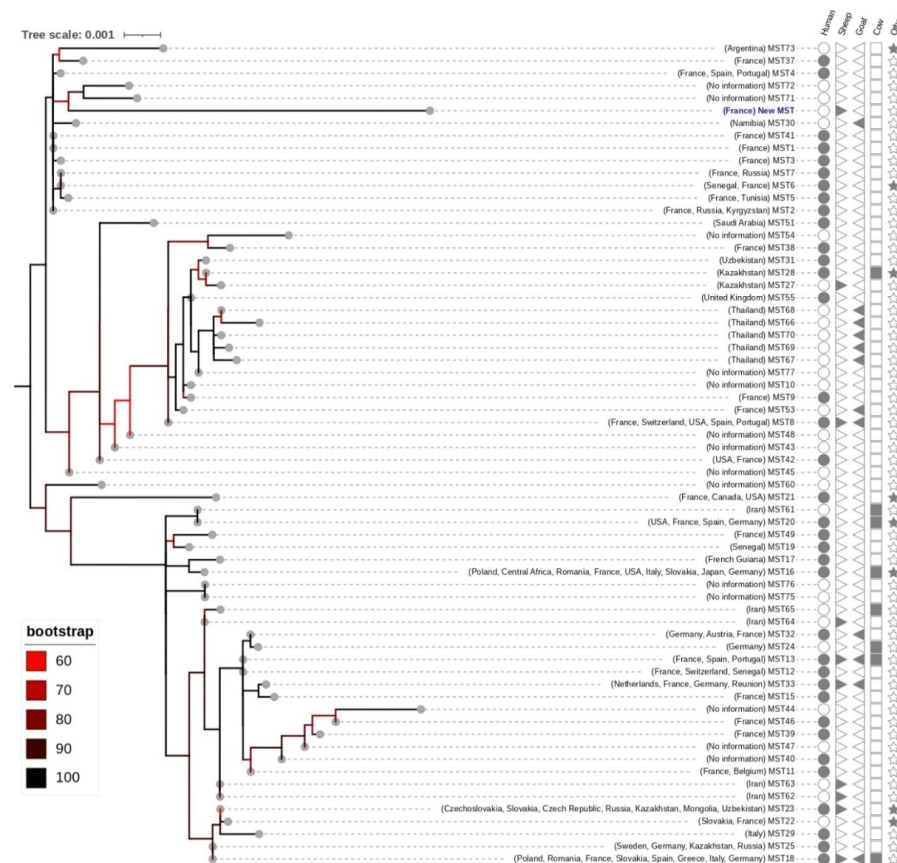 Tree scale: 0.001
Human
Sheep
Goat
Cow
(Argentina) MST73
(France) MST37
(France, Spain, Portugal) MST4
(No information) MST72
(No information) MST71
(France) New MST
(Namibia) MST30
(France) MST41
(France) MST1
(France) MST3
(France, Russia) MST7
(Senegal, France) MST6
(France, Tunisia) MST5
(France, Russia, Kyrgyzstan) MST2
(Saudi Arabia) MST51
(No information) MST54
(France) MST38
(Uzbekistan) MST31
(Kazakhstan) MST28
(Kazakhstan) MST27
(United Kingdom) MST55
(Thailand) MST68
(Thailand) MST66
(Thailand) MST70
(Thailand) MST69
(Thailand) MST67
(No information) MST77
(No information) MST10
(France) MST9
(France) MST53
(France, Switzerland, USA, Spain, Portugal) MST8
(No information) MST48
(No information) MST43
(USA, France) MST42
(No information) MST45
(No information) MST60
(France, Canada, USA) MST21
(Iran) MST61
(USA, France, Spain, Germany) MST20
(France) MST49
(Senegal) MST19
(French Guiana) MST17
(Poland, Central Africa, Romania, France, USA, Italy, Slovakia, Japan, Germany) MST16
(No information) MST76
(No information) MST75
(Iran) MST65
(Iran) MST64
(Germany, Austria, France) MST32
(Germany) MST24
(France, Spain, Portugal) MST13
(France, Switzerland, Senegal) MST12
(Netherlands, France, Germany, Reunion) MST33
(France) MST15
(No information) MST44
(France) MST46
(France) MST39
(No information) MST47
(No information) MST40
(France, Belgium) MST11
(Iran) MST63
(Iran) MST62
(Czechoslovakia, Slovakia, Czech Republic, Russia, Kazakhstan, Mongolia, Uzbekistan) MST23
(Slovakia, France) MST22
(Italy) MST29
(Sweden, Germany, Kazakhstan, Russia) MST25
(Poland, Romania, France, Slovakia, Spain, Greece, Italy, Germany) MST18
bootstrap
60
70
80
90
100